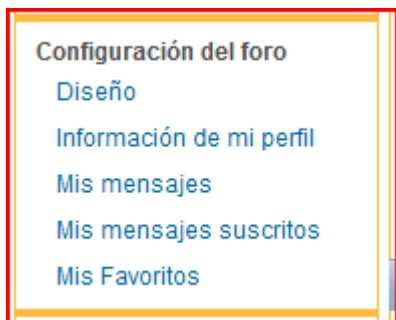 Configuración del foro
Diseño
Información de mi perfil
Mis mensajes
Mis mensajes suscritos
Mis Favoritos